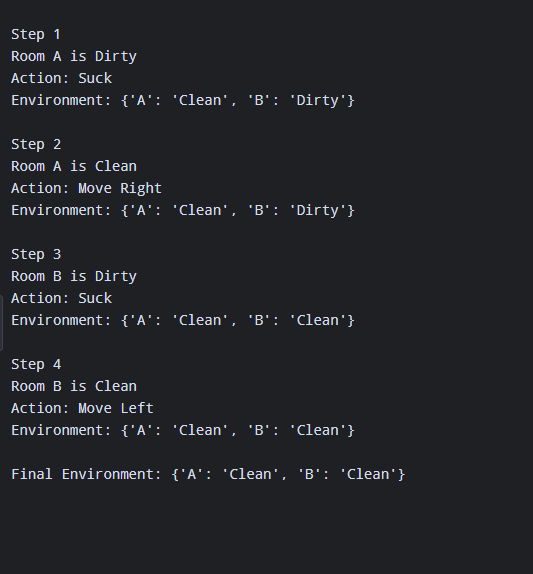 Step 1
Room A is Dirty
Action: Suck
Environment: {'A': 'Clean', 'B': 'Dirty'}
Step 2
Room A is Clean
Action: Move Right
Environment: {'A': 'Clean', 'B': 'Dirty'}
Step 3
Room B is Dirty
Action: Suck
Environment: {'A': 'Clean', 'B': 'Clean'}
Step 4
Room B is Clean
Action: Move Left
Environment: {'A': 'Clean', 'B': 'Clean'}
Final Environment: {'A': 'Clean', 'B': 'Clean'}